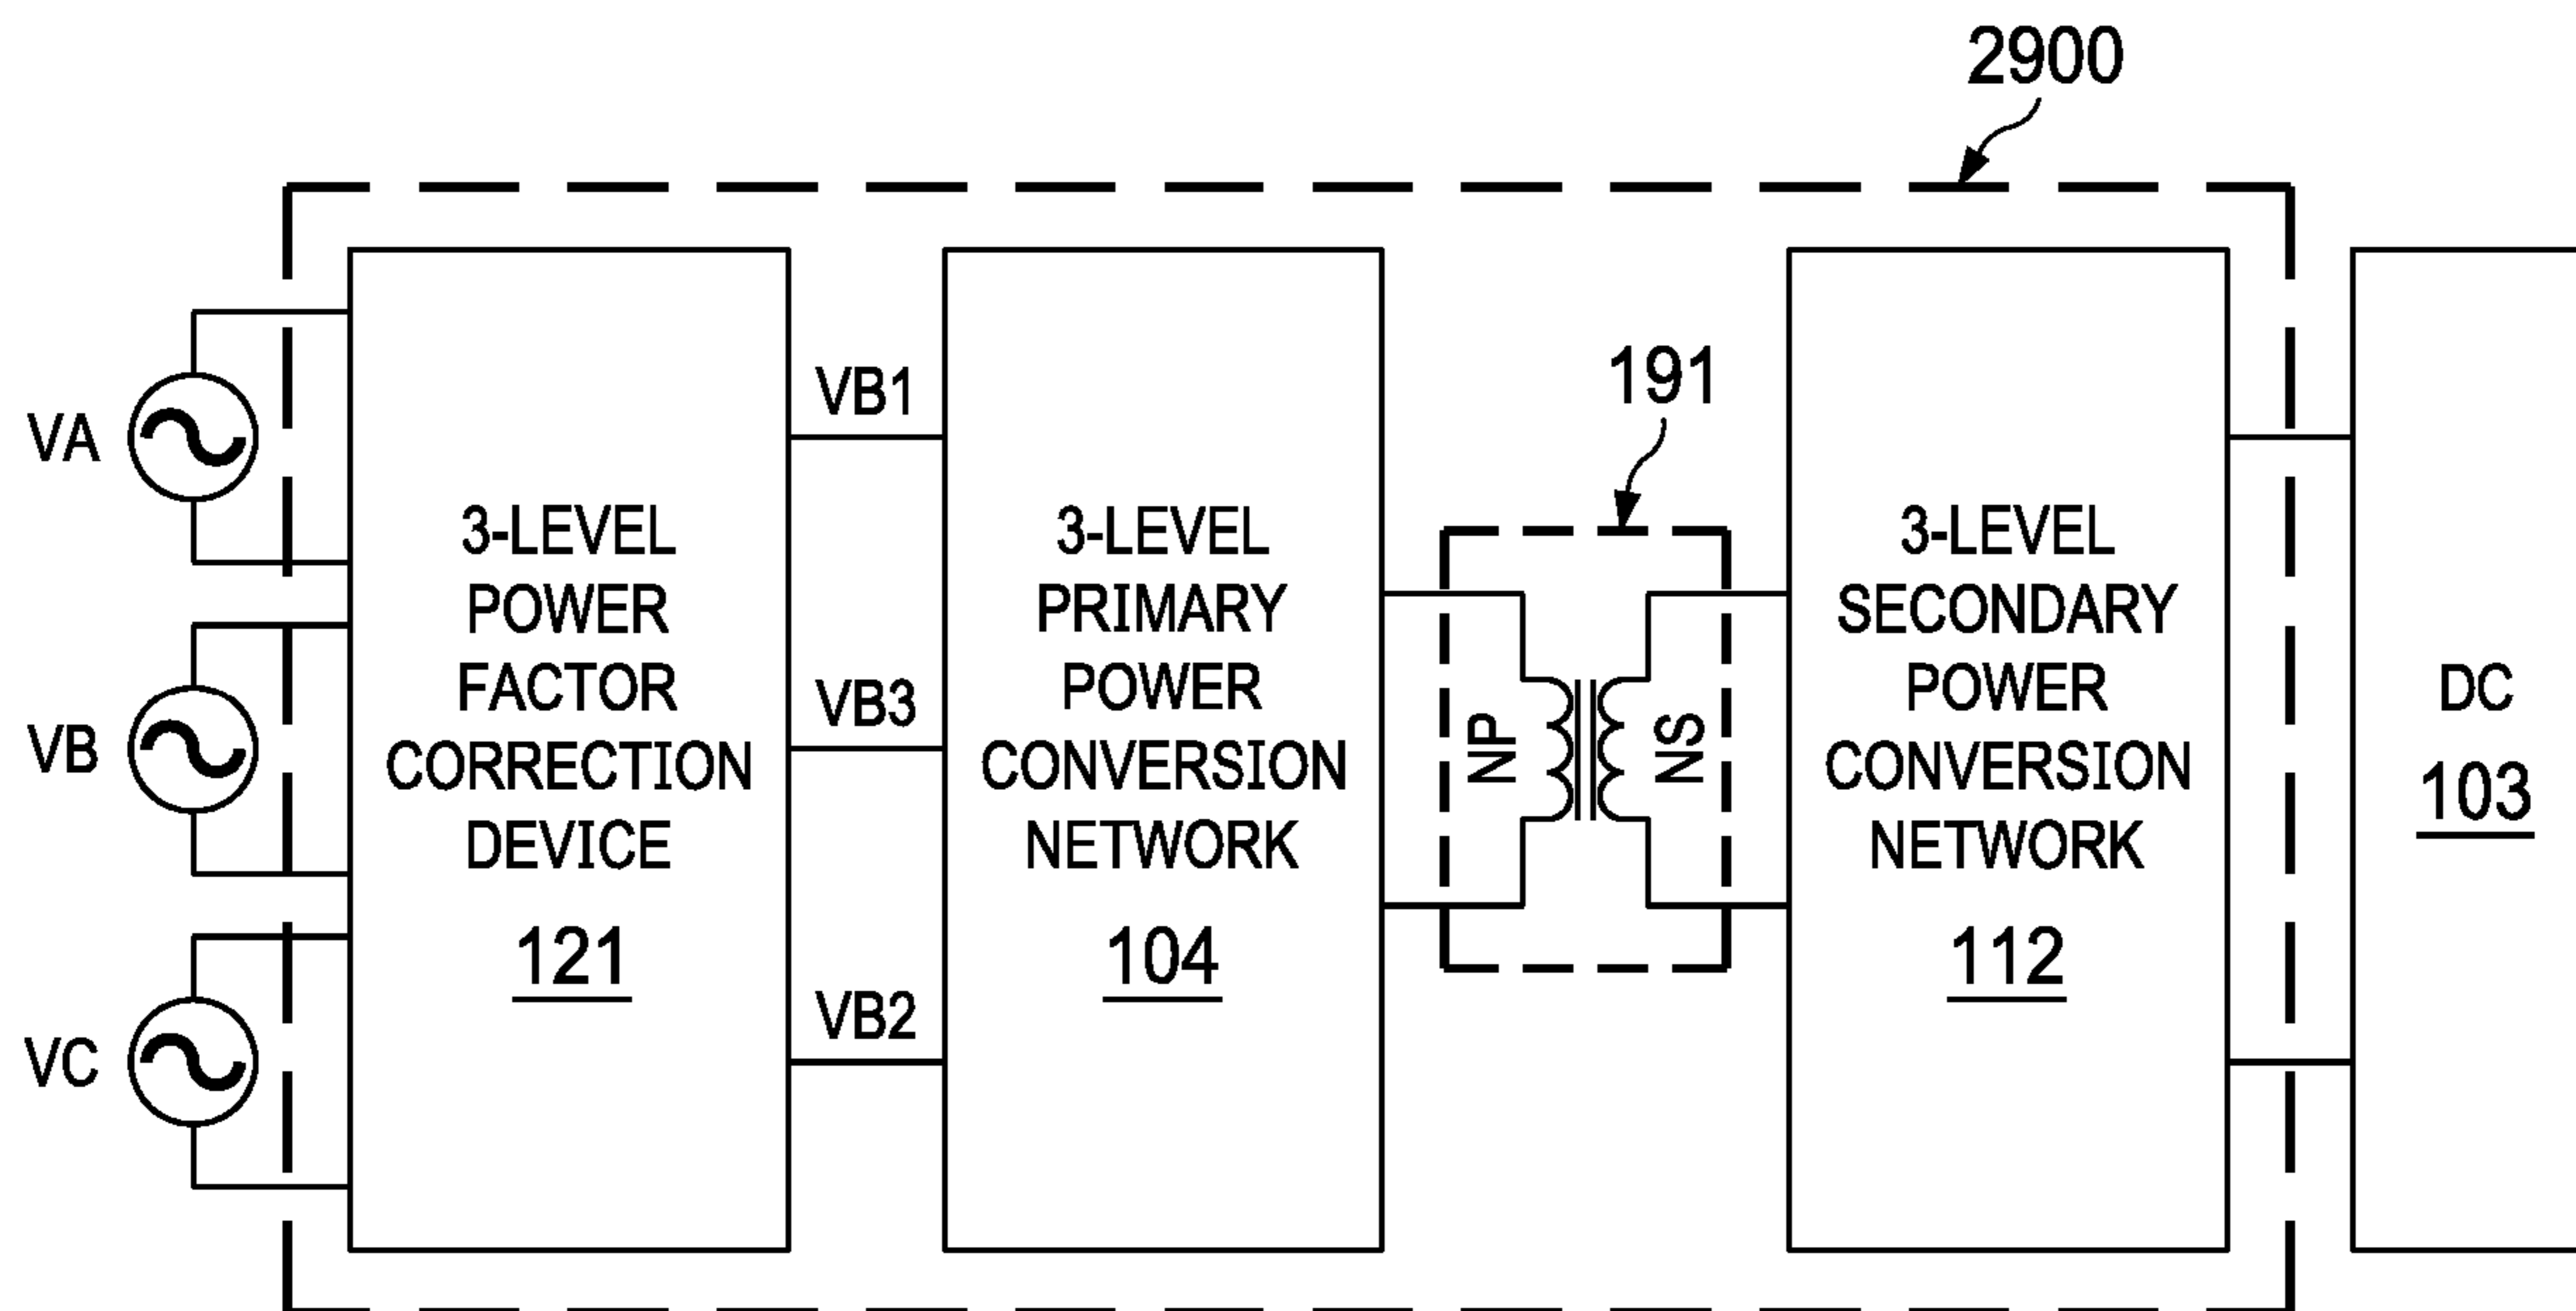 2900
191
VA
VB
VC
3-LEVEL
POWER
FACTOR
CORRECTION
DEVICE
121
VB1
VB3
VB2
3-LEVEL
PRIMARY
POWER
CONVERSION
NETWORK
104
NP
NS
3-LEVEL
SECONDARY
POWER
CONVERSION
NETWORK
112
DC
103